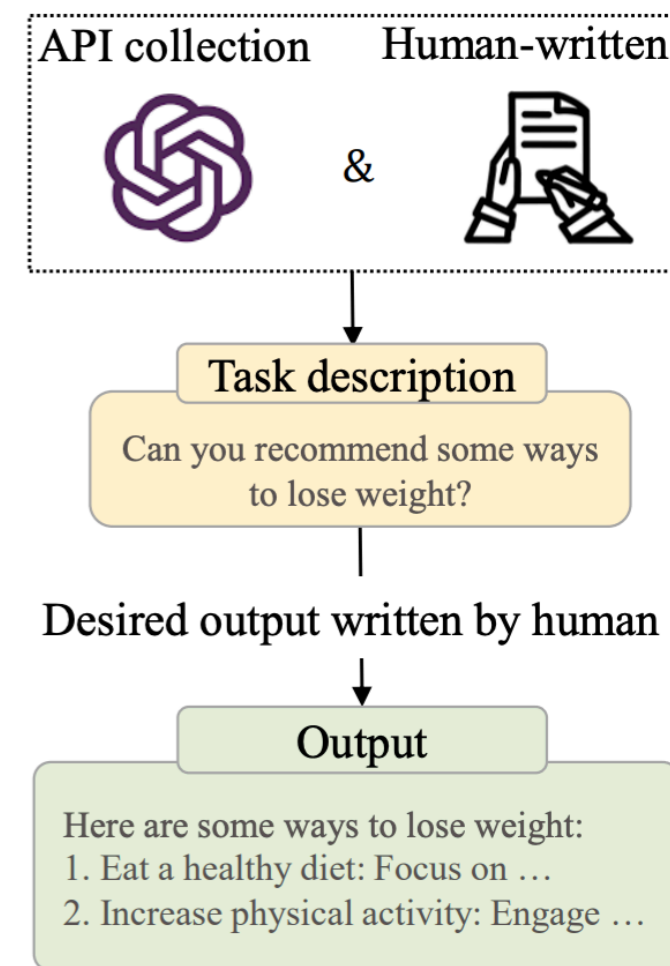 API collection Human-written
&
Task description
Can you recommend some ways
to lose weight?
Desired output written by human
Output
Here are some ways to lose weight:
1. Eat a healthy diet: Focus on …
2. Increase physical activity: Engage …